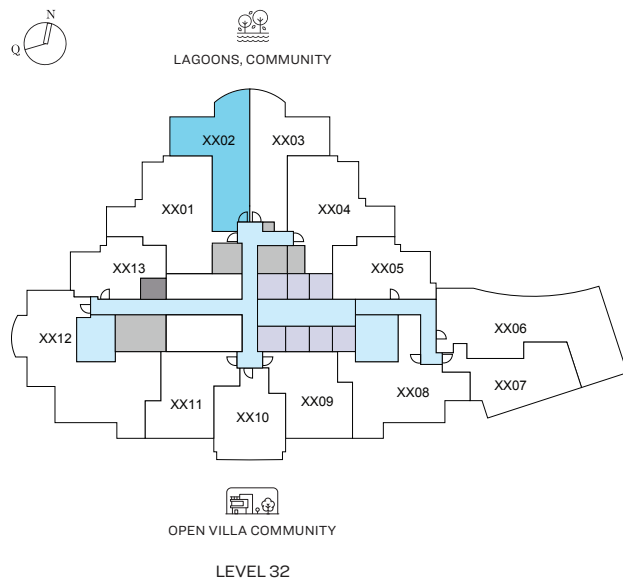 N
Q
LAGOONS, COMMUNITY
XX02
XX03
XX01
XX04
XX13
XX05
XX12
XX06
XX07
XX08
XX11
XX09
XX10
OPEN VILLA COMMUNITY
LEVEL 32